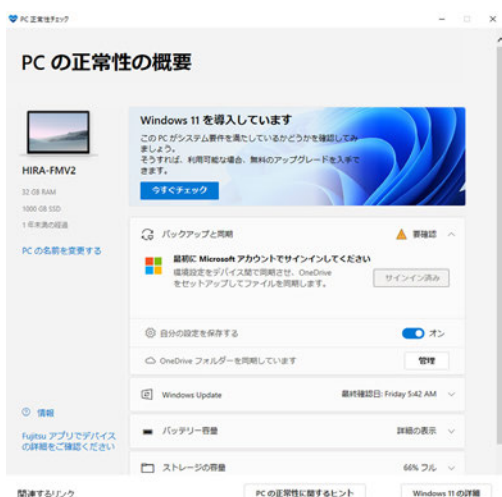 PC 正常性チェック
PC の正常性の概要
HIRA-FMV2
32 GB RAM
1000 GB SSD
1 年未満の経過
PC の名前を変更する
Windows 11 を導入しています
この PC がシステム要件を満たしているかどうかを確認してみ
ましょう。
そうすれば、利用可能な場合、無料のアップグレードを入手で
きます。
今すぐチェック
バックアップと同期
要確認
最初に Microsoft アカウントでサインインしてください
環境設定をデバイス間で同期させ、OneDrive
をセットアップしてファイルを同期します。
サインイン済み
自分の設定を保存する
オン
OneDrive フォルダーを同期しています
管理
Windows Update
最終確認日: Friday 5:42 AM
バッテリー容量
詳細の表示
ストレージの容量
66% フル
情報
Fujitsu アプリでデバイス
の詳細をご確認ください
関連するリンク
PC の正常性に関するヒント
Windows 11 の詳細